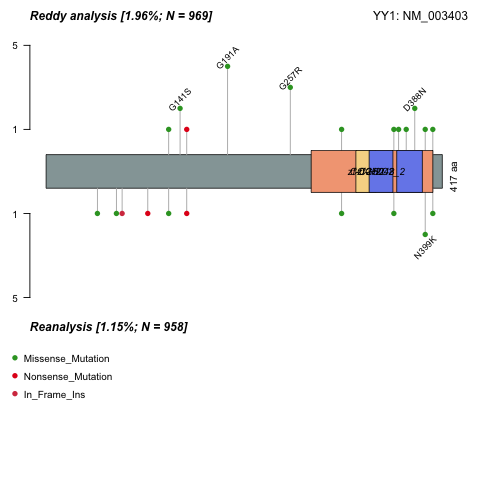 Reddy analysis [1.96%; N = 969]
YY1: NM_003403
5
G191A
G257R
G141S
D388N
1
417 aa
1
N399K
5
Reanalysis [1.15%; N = 958]
Missense_Mutation
Nonsense_Mutation
In_Frame_Ins